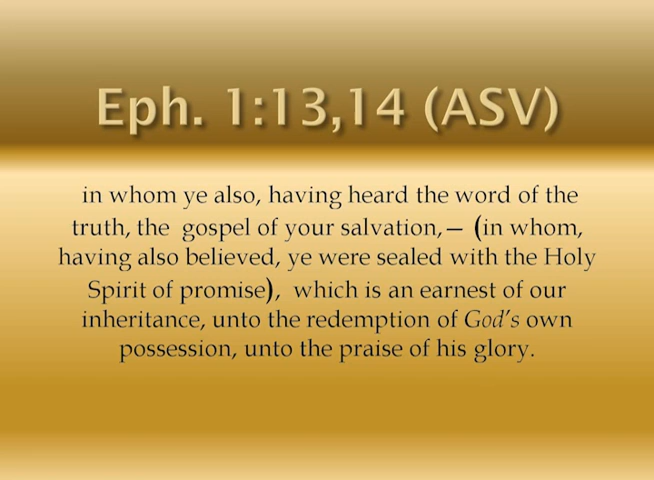 Eph. 1:13,14 (ASV)
in whom ye also, having heard the word of the
truth, the gospel of your salvation,— (in whom,
having also believed, ye were sealed with the Holy
Spirit of promise), which is an earnest of our
inheritance, unto the redemption of God's own
possession, unto the praise of his glory.